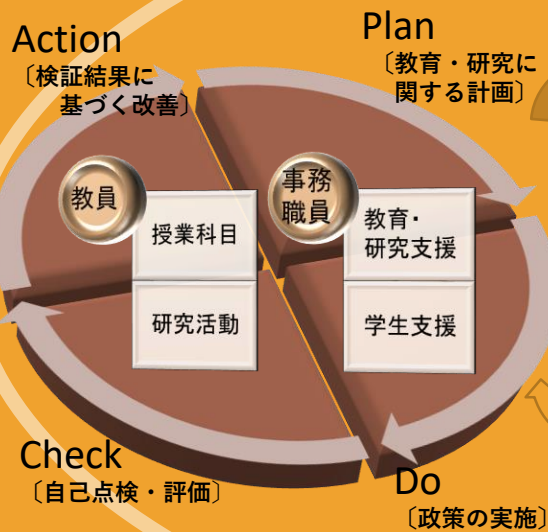 Action
〔検証結果に
基づく改善〕
Plan
〔教育・研究に
関する計画〕
教員
授業科目
研究活動
事務
職員
教育・
研究支援
学生支援
Check
〔自己点検・評価〕
Do
〔政策の実施〕